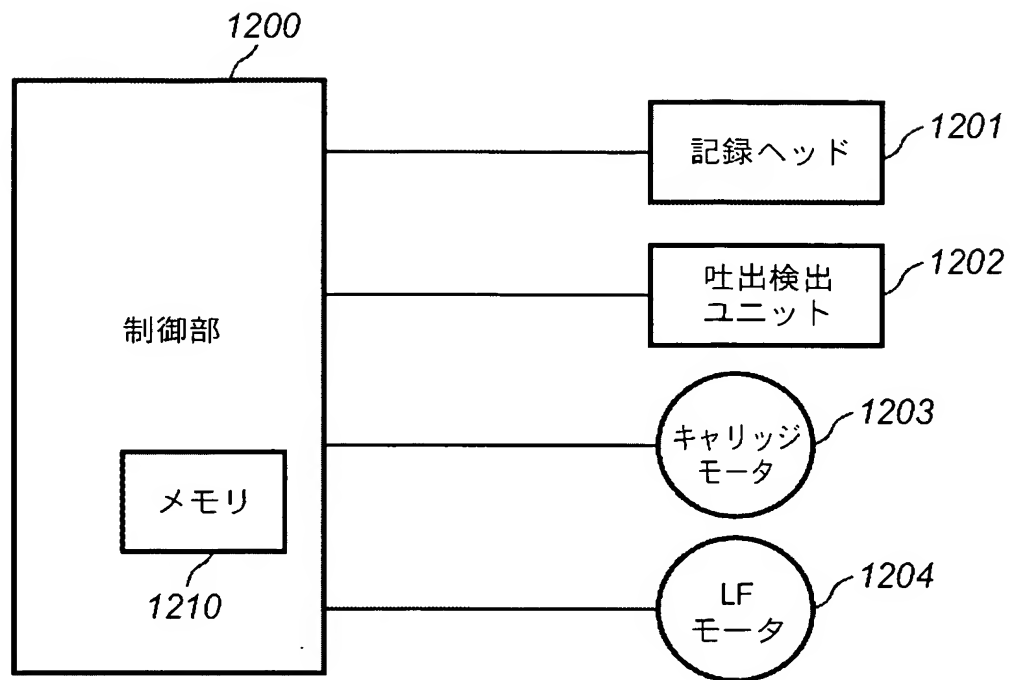 1200
記録ヘッド
1201
吐出検出
ユニット
1202
制御部
キャリッジ
モータ
1203
メモリ
1210
LF
モータ
1204